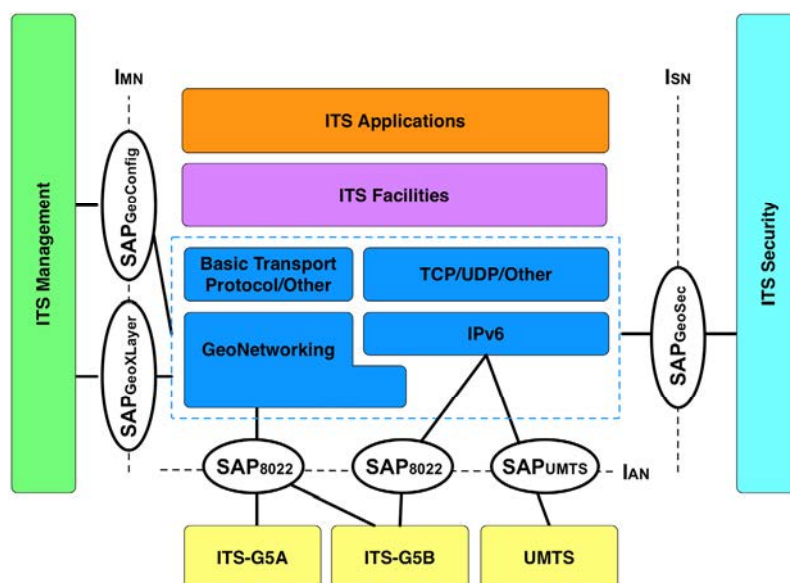 IMN
ISN
ITS Applications
ITS Facilities
ITS Management
SAPGeoConfig
SAPGeoXLayer
Basic Transport
Protocol/Other
TCP/UDP/Other
GeoNetworking
IPv6
SAPGeoSec
ITS Security
SAP8022
SAP8022
SAPUMTS
IAN
ITS-G5A
ITS-G5B
UMTS